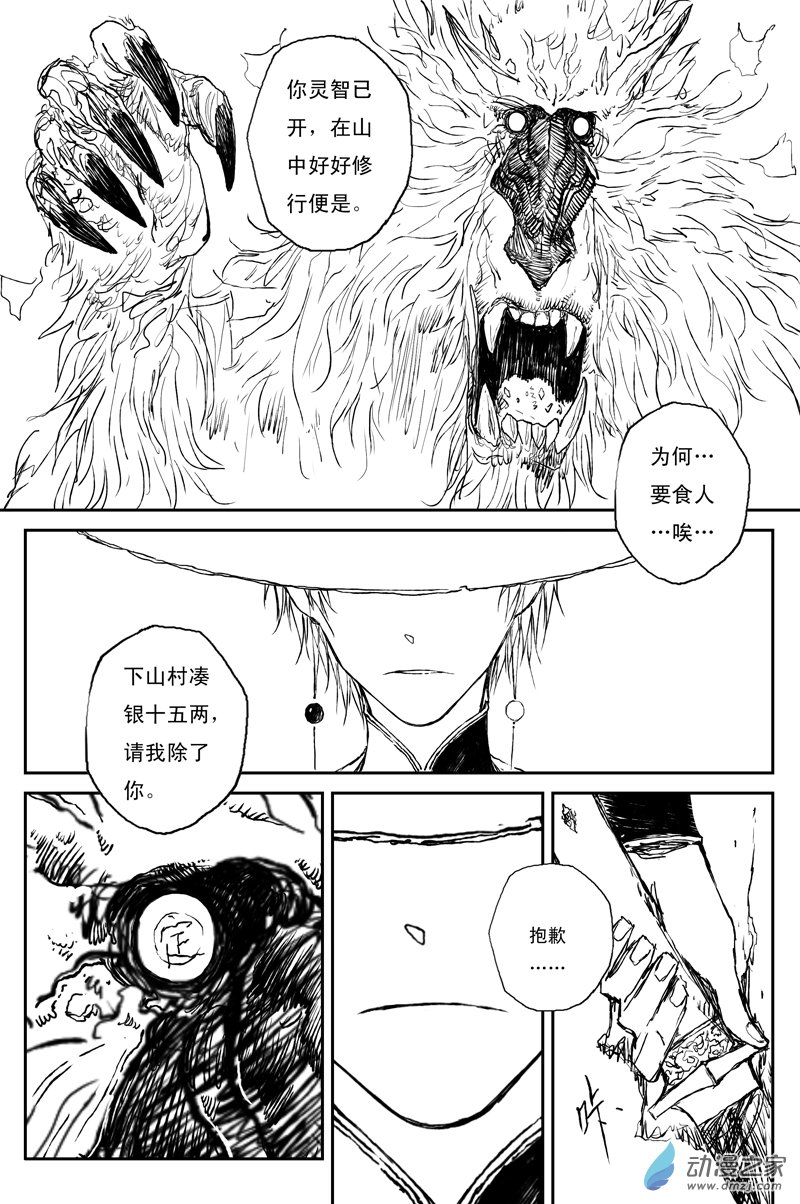 你灵智已
开，在山
中好好修
行便是。
为何…
要食人
…唉…
下山村凑
银十五两，
请我除了
你。
定
抱歉
……
咔
动漫之家
www.dmzj.com